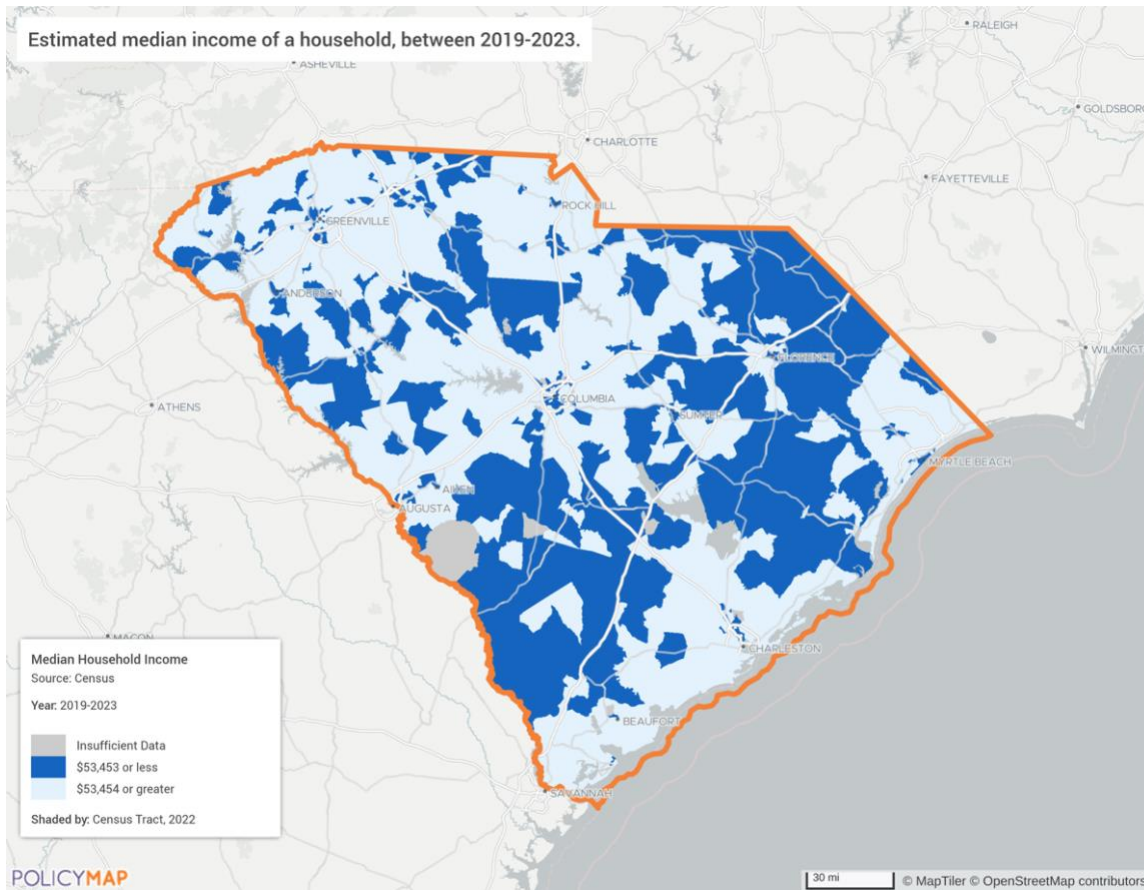 Estimated median income of a household, between 2019-2023.
RALEIGH
ASHEVILLE
GOLDSBORO
CHARLOTTE
FAYETTEVILLE
ROCK HILL
GREENVILLE
ANDERSON
WILMINGT
FLORENCE
ATHENS
COLUMBIA
SUMTER
MYRTLE BEACH
AIKEN
AUGUSTA
MACON
CHARLESTON
BEAUFORT
SAVANNAH
Median Household Income
Source: Census
Year: 2019-2023
Insufficient Data
$53,453 or less
$53,454 or greater
Shaded by: Census Tract, 2022
POLICYMAP
30 mi
© MapTiler © OpenStreetMap contributors